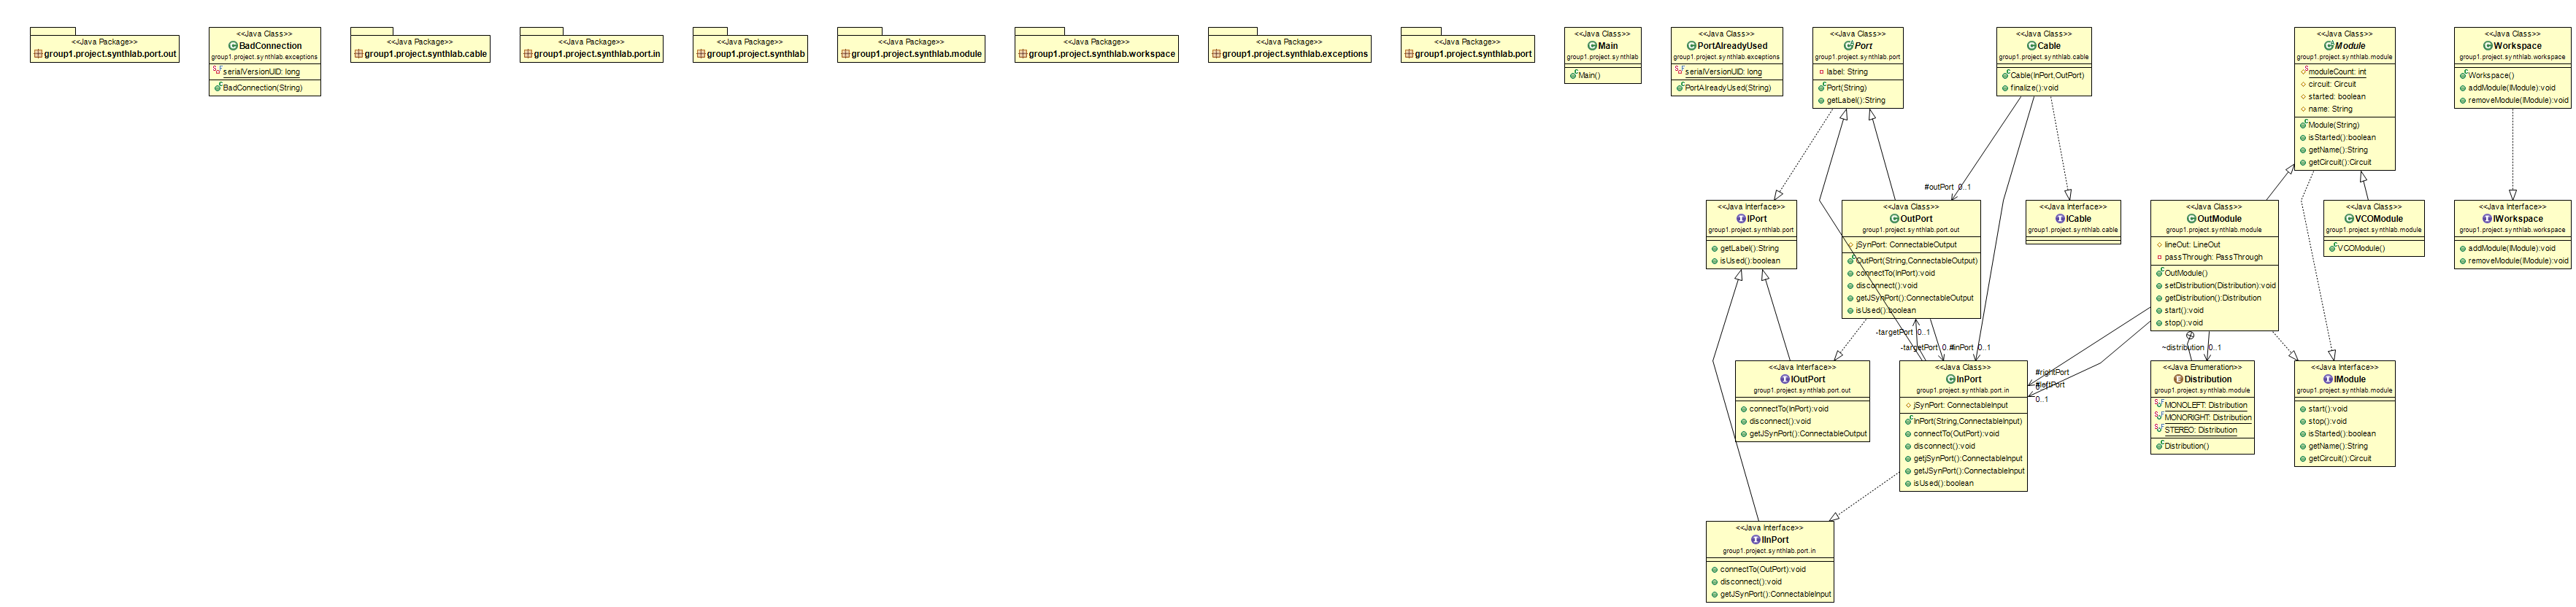 <<Java Package>>
group1.project.synthlab.port.out
<<Java Class>>
BadConnection
group1.project.synthlab.exceptions
serialVersionUID: long
BadConnection(String)
<<Java Package>>
group1.project.synthlab.cable
<<Java Package>>
group1.project.synthlab.port.in
<<Java Package>>
group1.project.synthlab
<<Java Package>>
group1.project.synthlab.module
<<Java Package>>
group1.project.synthlab.workspace
<<Java Package>>
group1.project.synthlab.exceptions
<<Java Package>>
group1.project.synthlab.port
<<Java Class>>
Main
group1.project.synthlab
Main()
<<Java Class>>
PortAlreadyUsed
group1.project.synthlab.exceptions
serialVersionUID: long
PortAlreadyUsed(String)
<<Java Class>>
Port
group1.project.synthlab.port
label: String
Port(String)
getLabel():String
<<Java Class>>
Cable
group1.project.synthlab.cable
Cable(InPort,OutPort)
finalize():void
<<Java Class>>
Module
group1.project.synthlab.module
moduleCount: int
circuit: Circuit
started: boolean
name: String
Module(String)
isStarted():boolean
getName():String
getCircuit():Circuit
<<Java Class>>
Workspace
group1.project.synthlab.workspace
Workspace()
addModule(IModule):void
removeModule(IModule):void
#outPort 0..1
<<Java Interface>>
IPort
group1.project.synthlab.port
getLabel():String
isUsed():boolean
<<Java Class>>
OutPort
group1.project.synthlab.port.out
jSynPort: ConnectableOutput
OutPort(String,ConnectableOutput)
connectTo(InPort):void
disconnect():void
getJSynPort():ConnectableOutput
isUsed():boolean
<<Java Interface>>
ICable
group1.project.synthlab.cable
<<Java Class>>
OutModule
group1.project.synthlab.module
lineOut: LineOut
passThrough: PassThrough
OutModule()
setDistribution(Distribution):void
getDistribution():Distribution
start():void
stop():void
<<Java Class>>
VCOModule
group1.project.synthlab.module
VCOModule()
<<Java Interface>>
IWorkspace
group1.project.synthlab.workspace
addModule(IModule):void
removeModule(IModule):void
-targetPort 0..1
-targetPort 0..
#inPort 0..1
~distribution 0..1
#rightPort
#leftPort
0..1
<<Java Interface>>
IOutPort
group1.project.synthlab.port.out
connectTo(InPort):void
disconnect():void
getJSynPort():ConnectableOutput
<<Java Class>>
InPort
group1.project.synthlab.port.in
jSynPort: ConnectableInput
InPort(String,ConnectableInput)
connectTo(OutPort):void
disconnect():void
getjSynPort():ConnectableInput
getJSynPort():ConnectableInput
isUsed():boolean
<<Java Enumeration>>
Distribution
group1.project.synthlab.module
MONOLEFT: Distribution
MONORIGHT: Distribution
STEREO: Distribution
Distribution()
<<Java Interface>>
IModule
group1.project.synthlab.module
start():void
stop():void
isStarted():boolean
getName():String
getCircuit():Circuit
<<Java Interface>>
IInPort
group1.project.synthlab.port.in
connectTo(OutPort):void
disconnect():void
getJSynPort():ConnectableInput